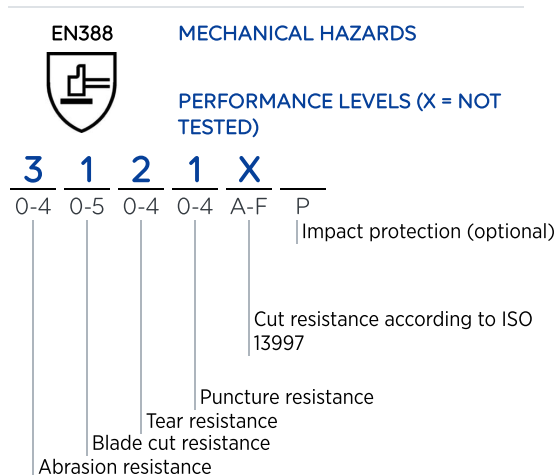 EN388
MECHANICAL HAZARDS
PERFORMANCE LEVELS (X = NOT
TESTED)
3 1 2 1 X
0-4 0-5 0-4 0-4 A-F P
Impact protection (optional)
Cut resistance according to ISO
13997
Puncture resistance
Tear resistance
Blade cut resistance
Abrasion resistance